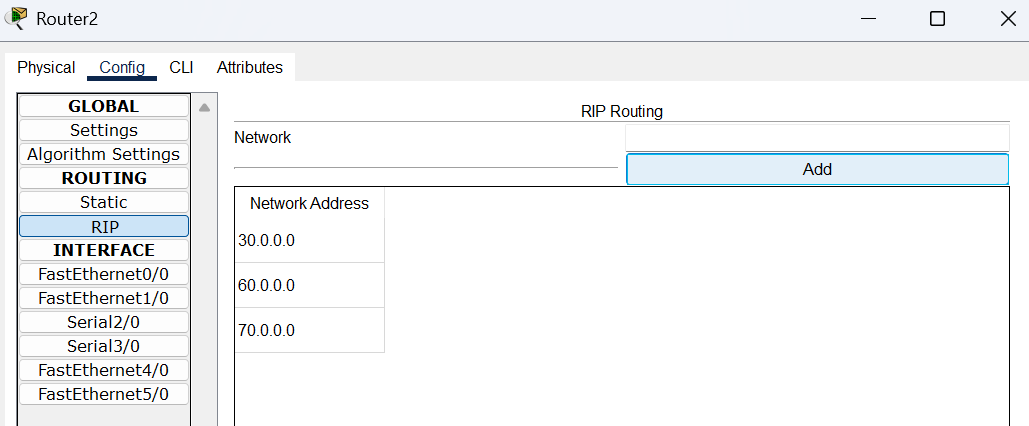 Router2
Physical Config CLI Attributes
GLOBAL
Settings
Algorithm Settings
ROUTING
Static
RIP
INTERFACE
FastEthernet0/0
FastEthernet1/0
Serial2/0
Serial3/0
FastEthernet4/0
FastEthernet5/0
RIP Routing
Network
Add
Network Address
30.0.0.0
60.0.0.0
70.0.0.0